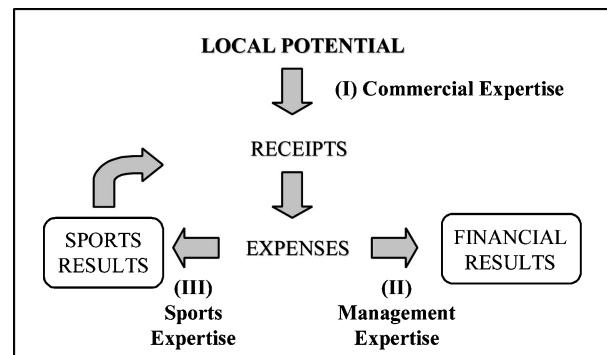 LOCAL POTENTIAL
(I) Commercial Expertise
RECEIPTS
SPORTS
RESULTS
EXPENSES
FINANCIAL
RESULTS
(III)
Sports
Expertise
(II)
Management
Expertise